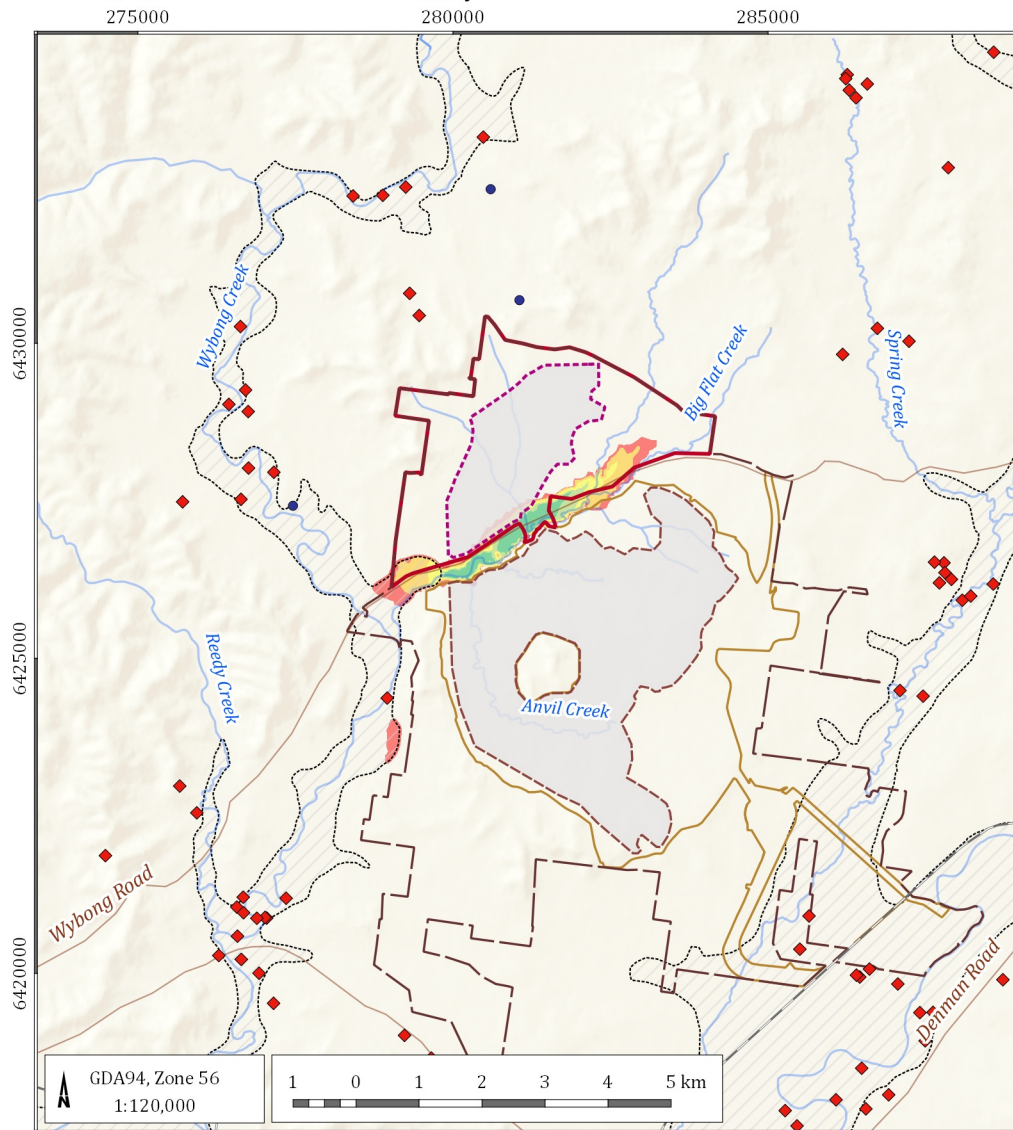 275000
280000
285000
6430000
6425000
6420000
Wybong Creek
Big Flat Creek
Spring Creek
Reedy Creek
Anvil Creek
Wybong Road
Denman Road
N
GDA94, Zone 56
1:120,000
1 0 1 2 3 4 5 km